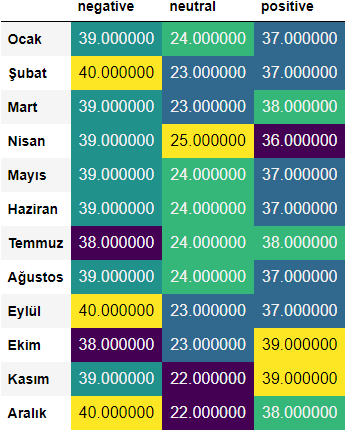 negative neutral positive
Ocak 39.000000 24.000000 37.000000
Şubat 40.000000 23.000000 37.000000
Mart 39.000000 23.000000 38.000000
Nisan 39.000000 25.000000 36.000000
Mayıs 39.000000 24.000000 37.000000
Haziran 39.000000 24.000000 37.000000
Temmuz 38.000000 24.000000 38.000000
Ağustos 39.000000 24.000000 37.000000
Eylül 40.000000 23.000000 37.000000
Ekim 38.000000 23.000000 39.000000
Kasım 39.000000 22.000000 39.000000
Aralık 40.000000 22.000000 38.000000